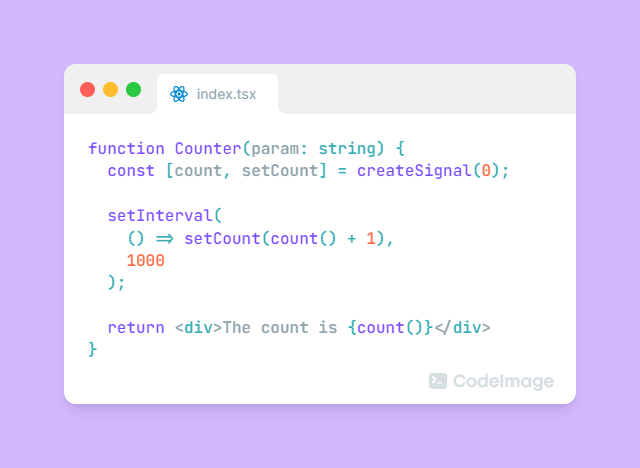 index.tsx
function Counter(param: string) {
  const [count, setCount] = createSignal(0);
  setInterval(
    () => setCount(count() + 1),
    1000
  );
  return <div>The count is {count()}</div>
}
CodeImage